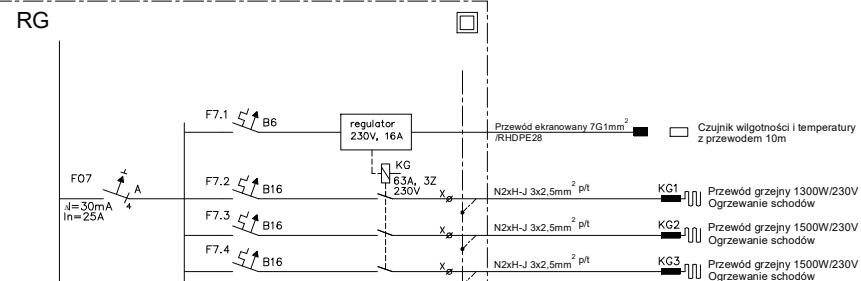 RG
F7.1
B6
regulator
230V, 16A
Przewód ekranowany 7G1mm2
/RHDPE28
Czujnik wilgotności i temperatury
z przewodem 10m
KG
63A, 3Z
230V
F07
A
4
ΔI=30mA
In=25A
F7.2
B16
X
N2xH-J 3x2,5mm2 p/t
KG1
Przewód grzejny 1300W/230V
Ogrzewanie schodów
F7.3
B16
X
N2xH-J 3x2,5mm2 p/t
KG2
Przewód grzejny 1500W/230V
Ogrzewanie schodów
F7.4
B16
X
N2xH-J 3x2,5mm2 p/t
KG3
Przewód grzejny 1500W/230V
Ogrzewanie schodów